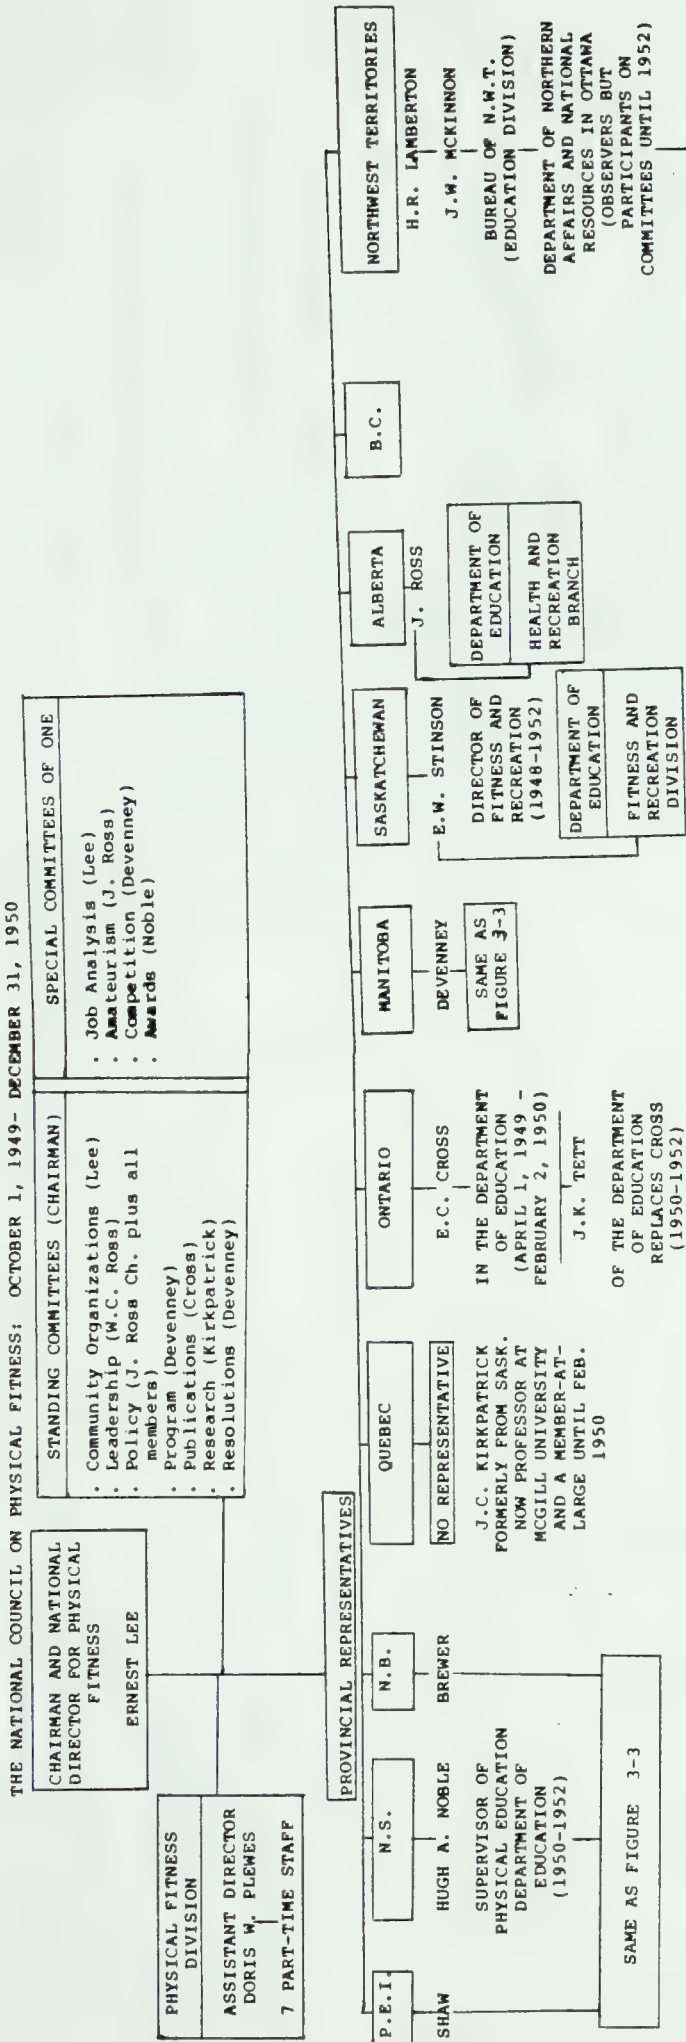 THE NATIONAL COUNCIL ON PHYSICAL FITNESS: OCTOBER 1, 1949- DECEMBER 31, 1950
CHAIRMAN AND NATIONAL
DIRECTOR FOR PHYSICAL
FITNESS
ERNEST LEE
STANDING COMMITTEES (CHAIRMAN)
· Community Organizations (Lee)
· Leadership (W.C. Ross)
· Policy (J. Ross Ch. plus all
members)
· Program (Devenney)
· Publications (Cross)
· Research (Kirkpatrick)
· Resolutions (Devenney)
SPECIAL COMMITTEES OF ONE
· Job Analysis (Lee)
· Amateurism (J. Ross)
· Competition (Devenney)
· Awards (Noble)
PHYSICAL FITNESS
DIVISION
ASSISTANT DIRECTOR
DORIS W. PLEWES
7 PART-TIME STAFF
PROVINCIAL REPRESENTATIVES
P.E.I.
SHAW
N.S.
HUGH A. NOBLE
SUPERVISOR OF
PHYSICAL EDUCATION
DEPARTMENT OF
EDUCATION
(1950-1952)
N.B.
BREWER
SAME AS FIGURE 3-3
QUEBEC
NO REPRESENTATIVE
J.C. KIRKPATRICK
FORMERLY FROM SASK.
NOW PROFESSOR AT
MCGILL UNIVERSITY
AND A MEMBER-AT-
LARGE UNTIL FEB.
1950
ONTARIO
E.C. CROSS
IN THE DEPARTMENT
OF EDUCATION
(APRIL 1, 1949 -
FEBRUARY 2, 1950)
J.K. TETT
OF THE DEPARTMENT
OF EDUCATION
REPLACES CROSS
(1950-1952)
MANITOBA
DEVENNEY
SAME AS
FIGURE 3-3
SASKATCHEWAN
E.W. STINSON
DIRECTOR OF
FITNESS AND
RECREATION
(1948-1952)
DEPARTMENT OF
EDUCATION
FITNESS AND
RECREATION
DIVISION
ALBERTA
J. ROSS
DEPARTMENT OF
EDUCATION
HEALTH AND
RECREATION
BRANCH
B.C.
NORTHWEST TERRITORIES
H.R. LAMBERTON
J.W. MCKINNON
BUREAU OF N.W.T.
(EDUCATION DIVISION)
DEPARTMENT OF NORTHERN
AFFAIRS AND NATIONAL
RESOURCES IN OTTAWA
(OBSERVERS BUT
PARTICIPANTS ON
COMMITTEES UNTIL 1952)